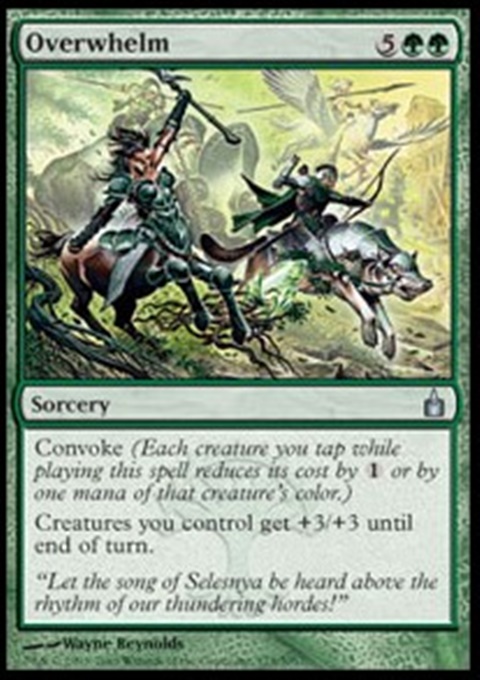 Overwhelm 5
Sorcery
Convoke (Each creature you tap while
playing this spell reduces its cost by 1 or by
one mana of that creature's color.)
Creatures you control get +3/+3 until
end of turn.
"Let the song of Selesnya be heard above the
rhythm of our thundering hordes!"
Wayne Reynolds